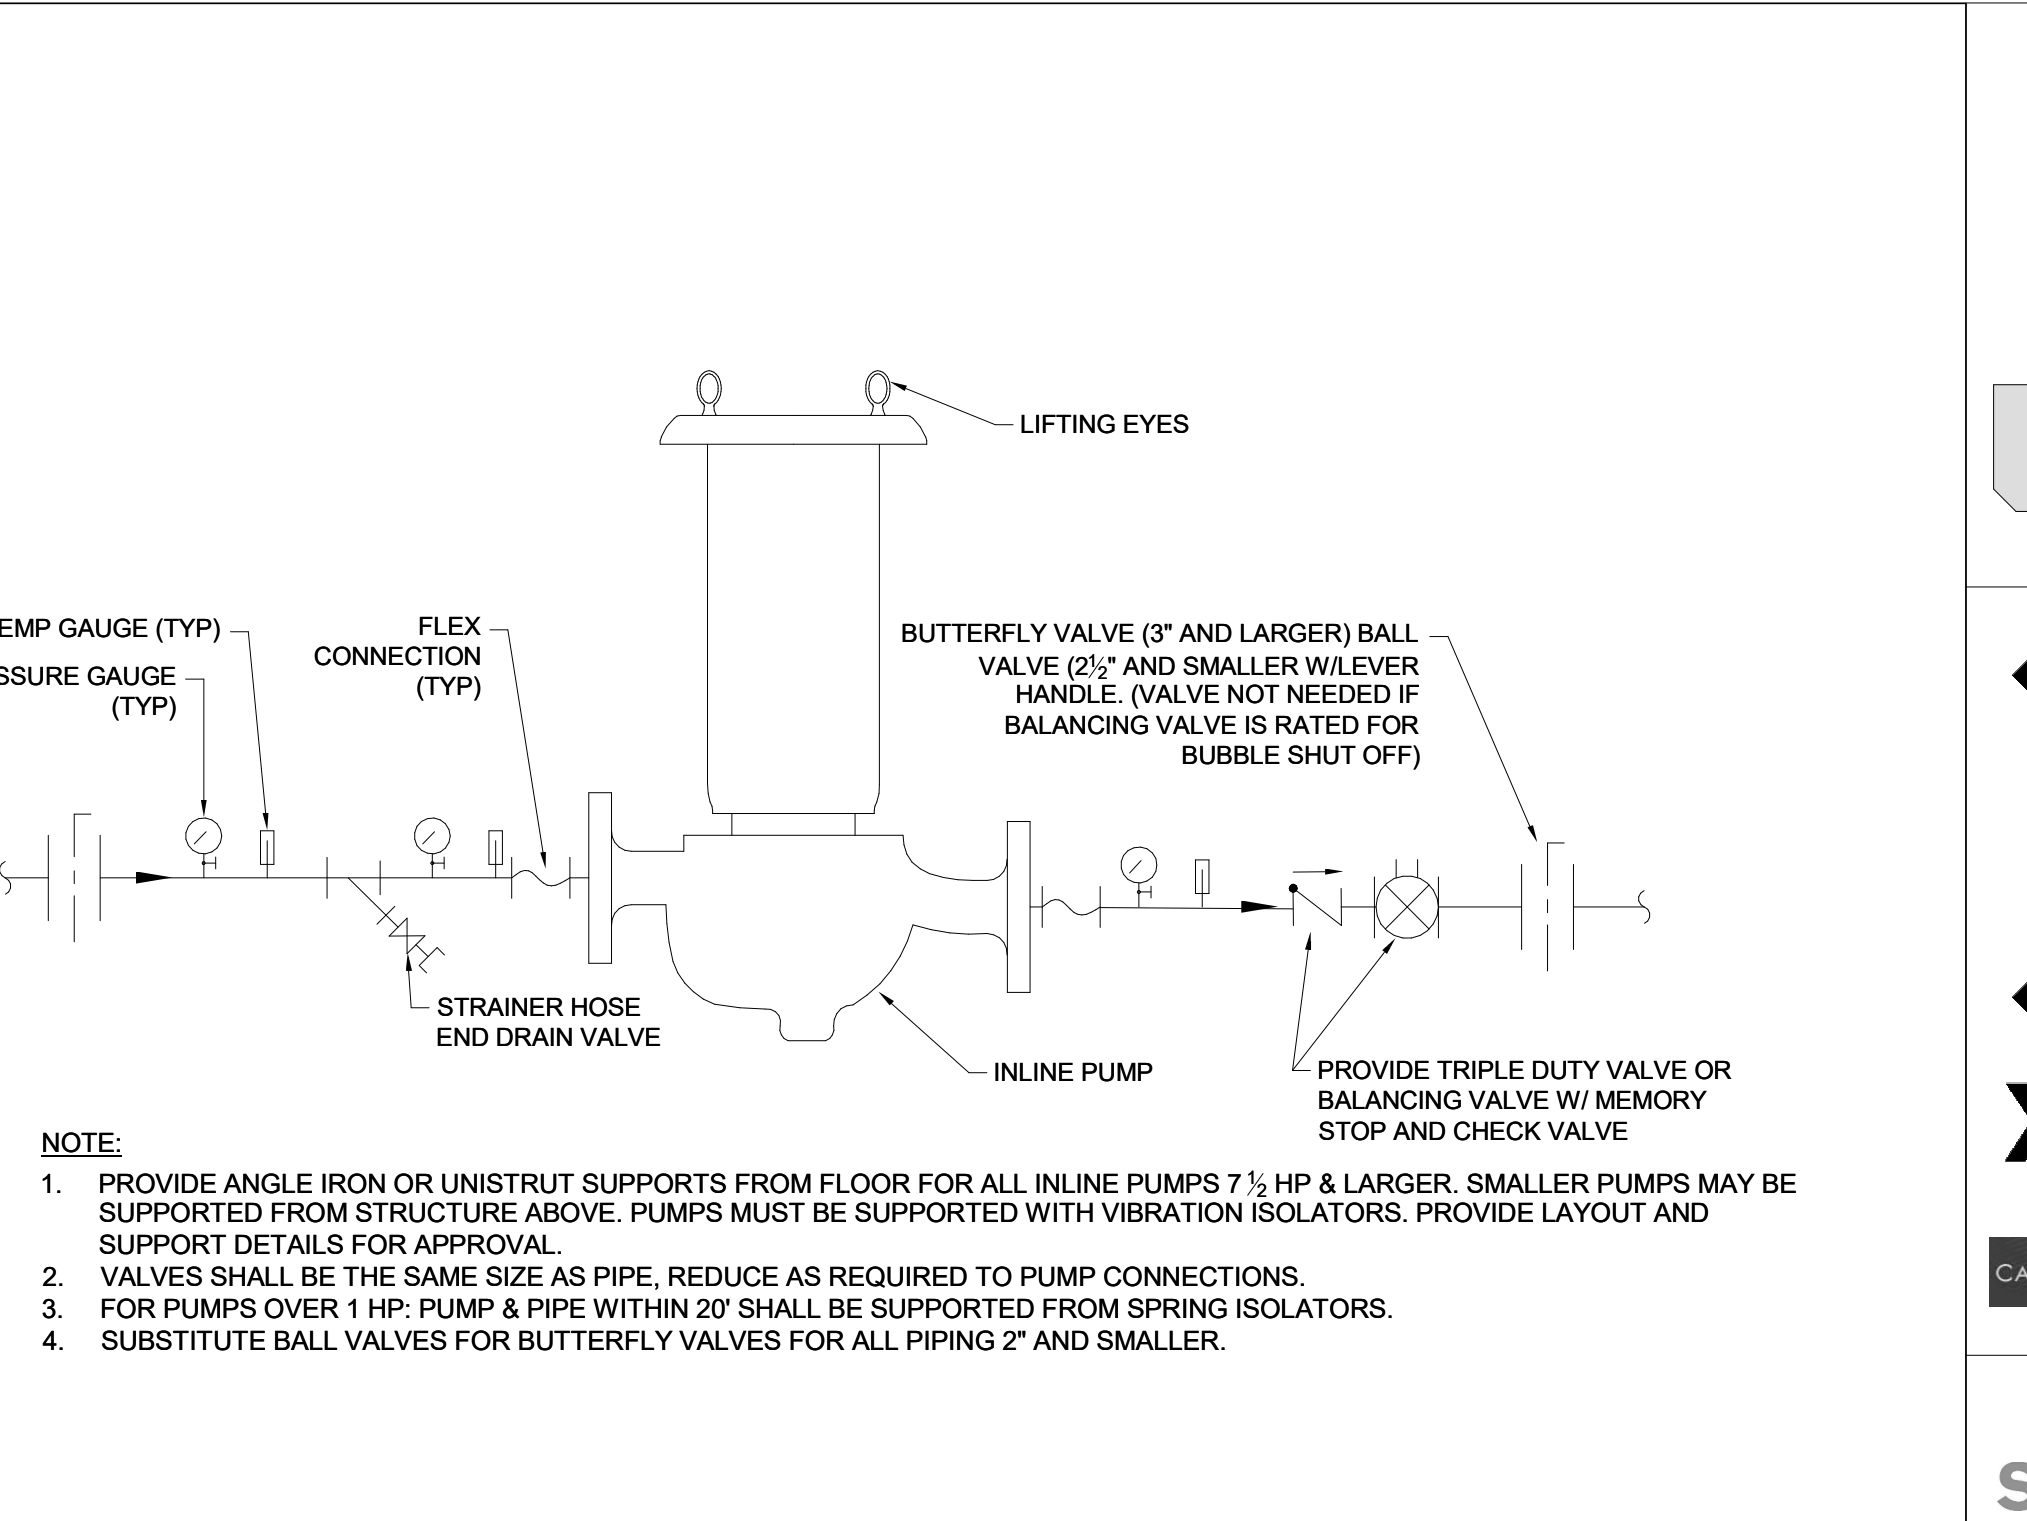 LIFTING EYES
EMP GAUGE (TYP)
SSURE GAUGE
(TYP)
FLEX
CONNECTION
(TYP)
BUTTERFLY VALVE (3" AND LARGER) BALL
VALVE (2½" AND SMALLER W/LEVER
HANDLE. (VALVE NOT NEEDED IF
BALANCING VALVE IS RATED FOR
BUBBLE SHUT OFF)
STRAINER HOSE
END DRAIN VALVE
INLINE PUMP
PROVIDE TRIPLE DUTY VALVE OR
BALANCING VALVE W/ MEMORY
STOP AND CHECK VALVE
NOTE:
1. PROVIDE ANGLE IRON OR UNISTRUT SUPPORTS FROM FLOOR FOR ALL INLINE PUMPS 7 ½ HP & LARGER. SMALLER PUMPS MAY BE
SUPPORTED FROM STRUCTURE ABOVE. PUMPS MUST BE SUPPORTED WITH VIBRATION ISOLATORS. PROVIDE LAYOUT AND
SUPPORT DETAILS FOR APPROVAL.
2. VALVES SHALL BE THE SAME SIZE AS PIPE, REDUCE AS REQUIRED TO PUMP CONNECTIONS.
3. FOR PUMPS OVER 1 HP: PUMP & PIPE WITHIN 20' SHALL BE SUPPORTED FROM SPRING ISOLATORS.
4. SUBSTITUTE BALL VALVES FOR BUTTERFLY VALVES FOR ALL PIPING 2" AND SMALLER.
CA
S